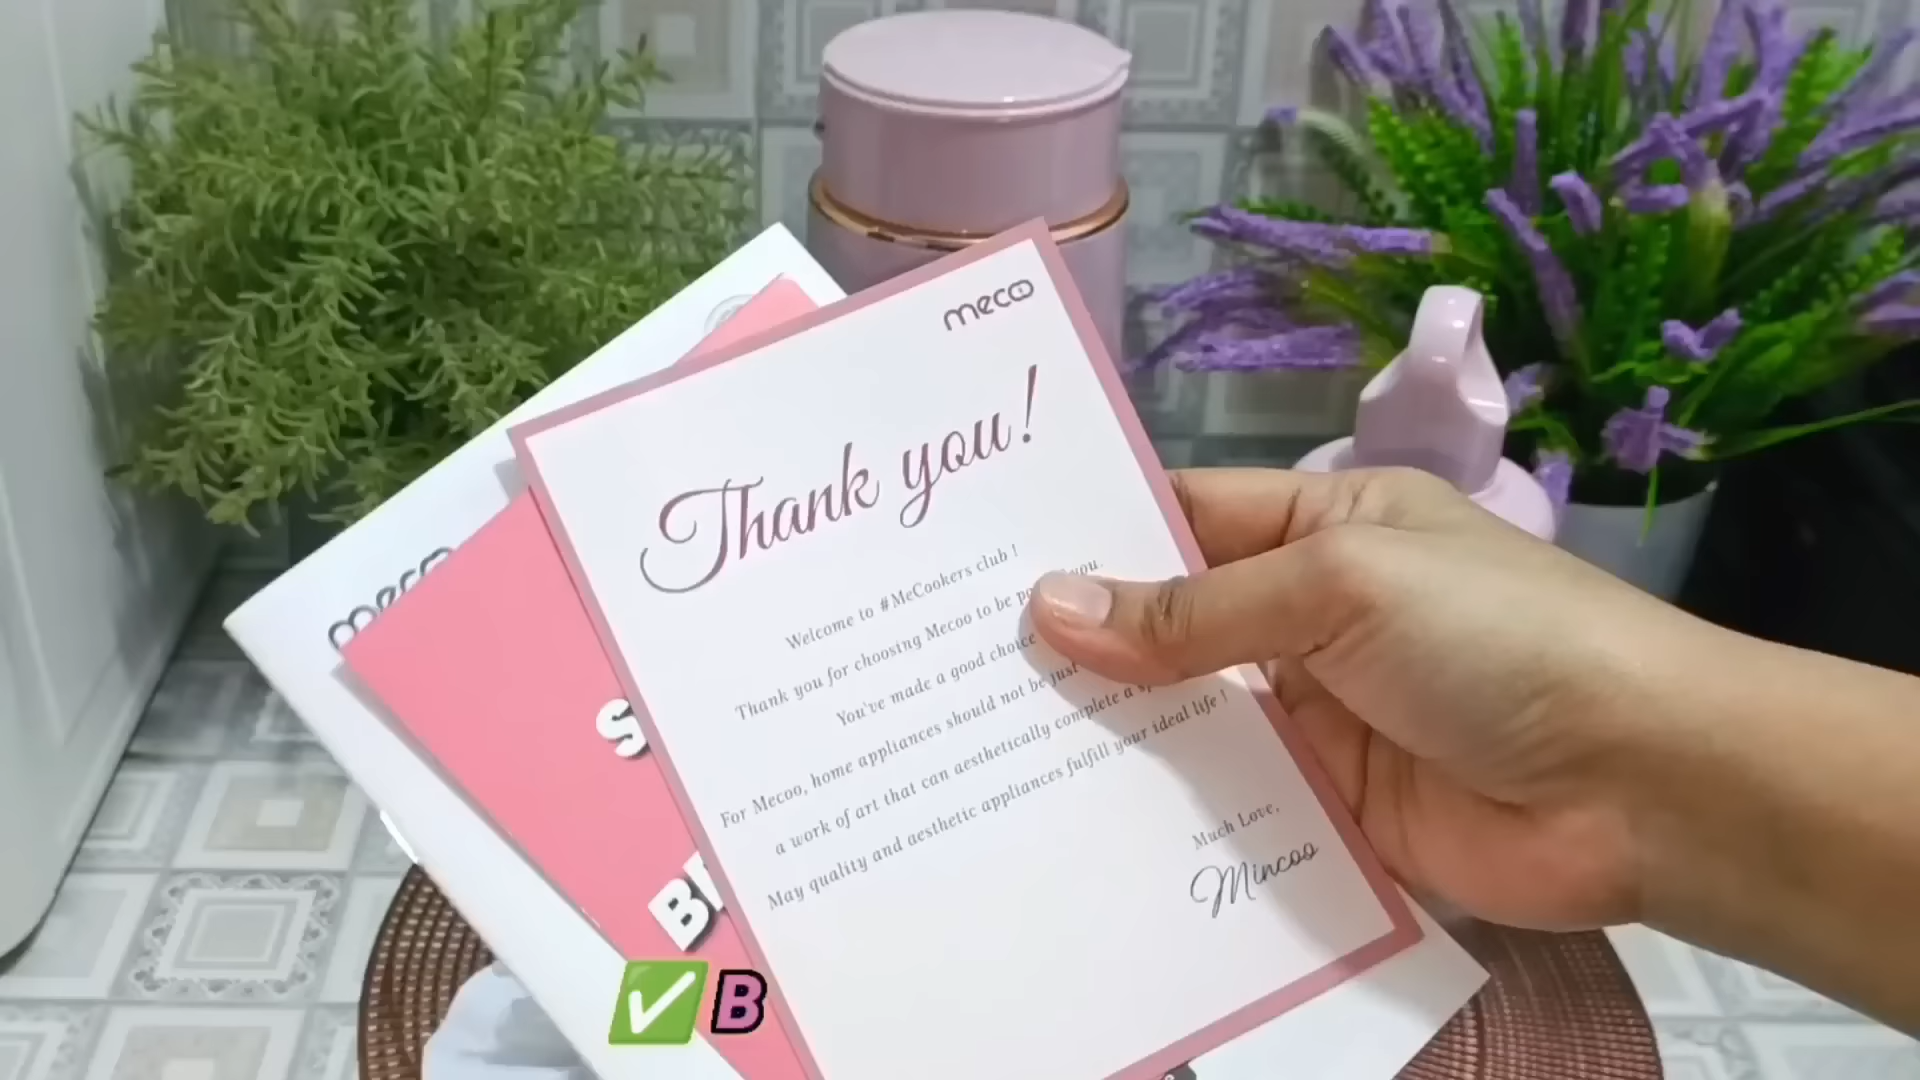 mecoo
Thank you!
Welcome to #MeCookers club !
Thank you for choosing Mecoo to be you.
You've made a good choice
For Mecoo, home appliances should not be just
a work of art that can aesthetically complete a
May quality and aesthetic appliances fulfill your ideal life !
Much Love,
Mincoo
mecoo
S
B
✅B